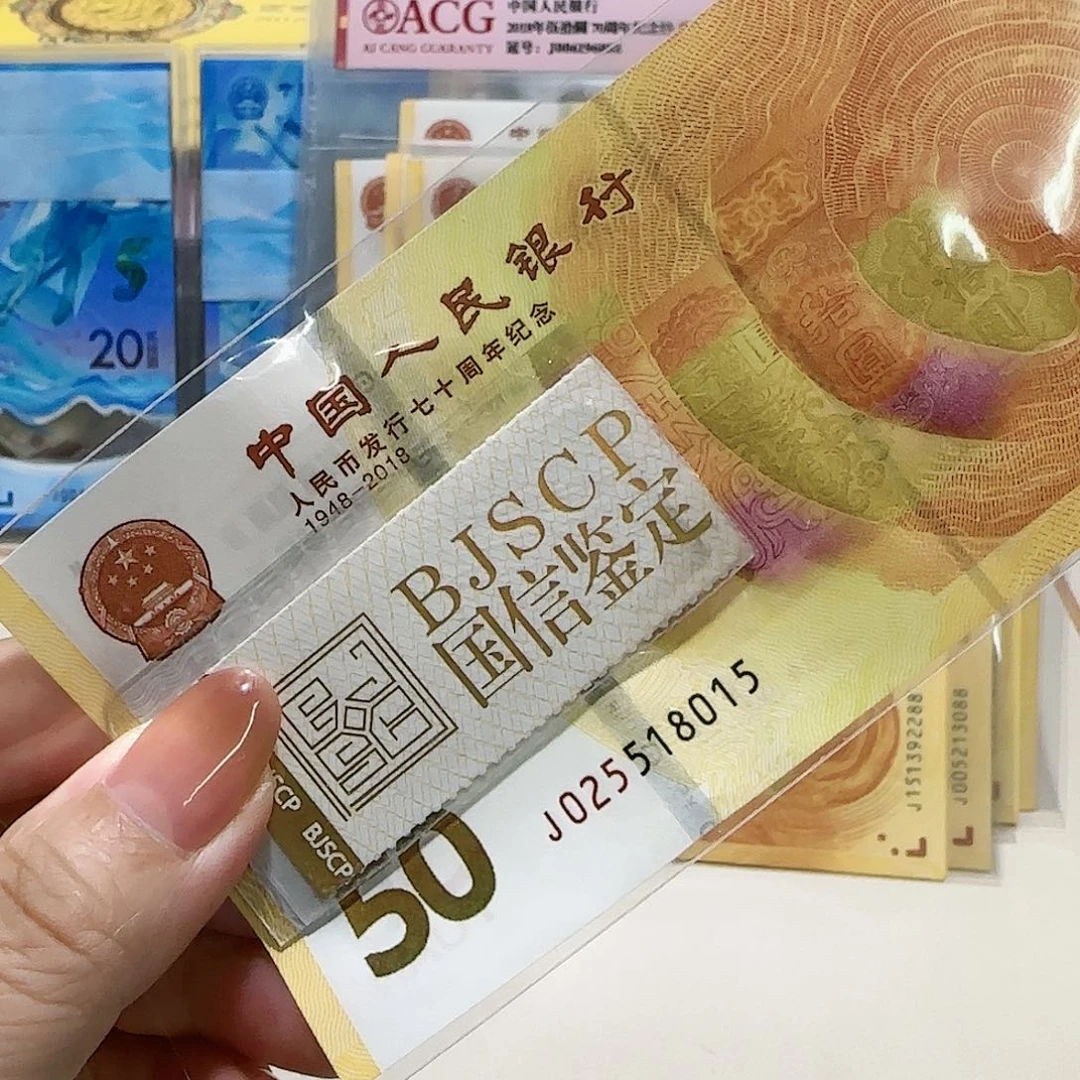 ACG
中国人民银行
AI CANG GUARANTY
20
中国人民银行
人民币发行七十周年纪念
1948-2018
BJSCP
国信鉴定
BJSCP
J025518015
50
J151392288
J005213088